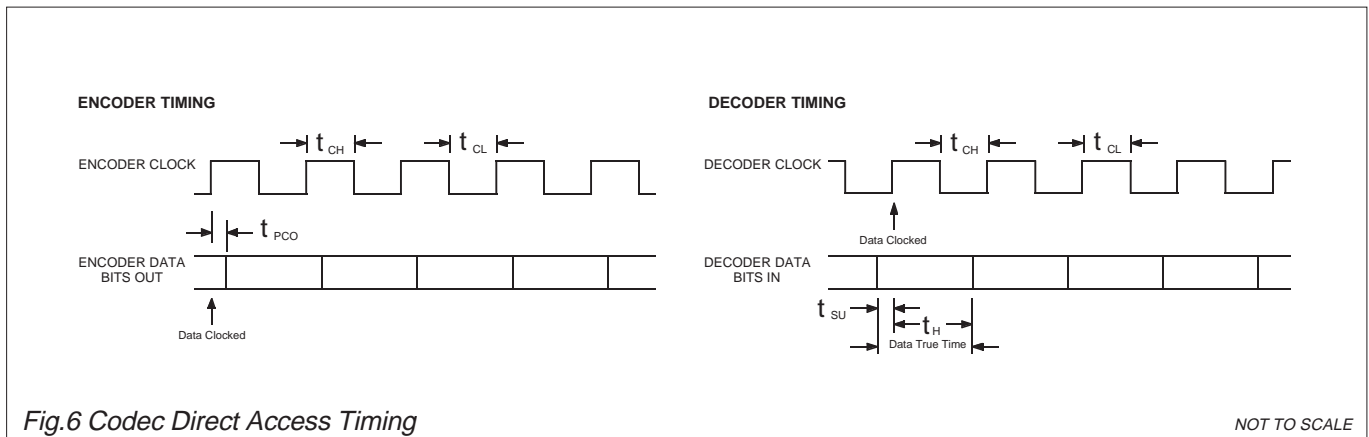 ENCODER TIMING
t CH
t CL
ENCODER CLOCK
t PCO
ENCODER DATA
BITS OUT
Data Clocked
DECODER TIMING
t CH
t CL
DECODER CLOCK
Data Clocked
DECODER DATA
BITS IN
t SU
t H
Data True Time
Fig.6 Codec Direct Access Timing
NOT TO SCALE